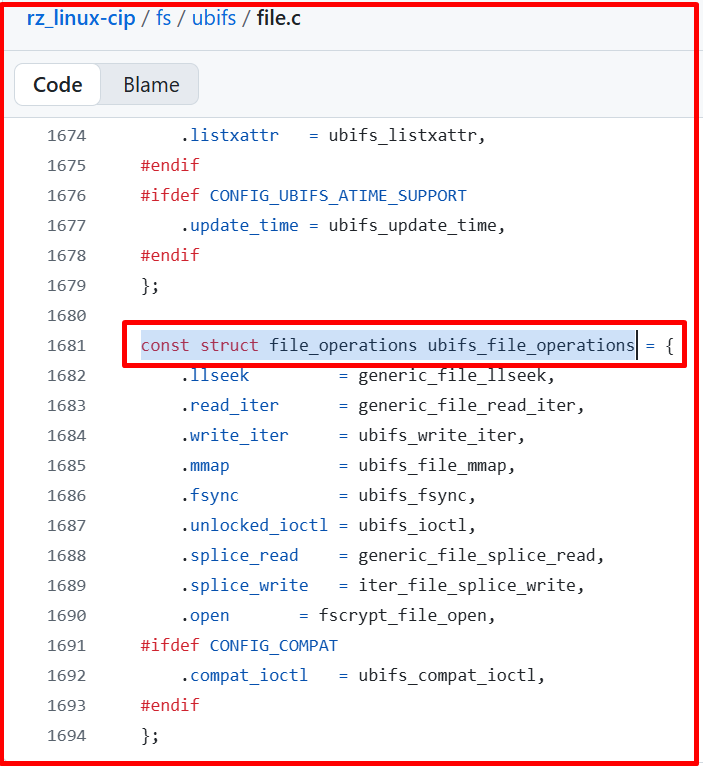 rz_linux-cip / fs / ubifs / file.c
Code Blame
1674 .listxattr = ubifs_listxattr,
1675 #endif
1676 #ifdef CONFIG_UBIFS_ATIME_SUPPORT
1677 .update_time = ubifs_update_time,
1678 #endif
1679 };
1680
1681 const struct file_operations ubifs_file_operations = {
1682 .llseek = generic_file_llseek,
1683 .read_iter = generic_file_read_iter,
1684 .write_iter = ubifs_write_iter,
1685 .mmap = ubifs_file_mmap,
1686 .fsync = ubifs_fsync,
1687 .unlocked_ioctl = ubifs_ioctl,
1688 .splice_read = generic_file_splice_read,
1689 .splice_write = iter_file_splice_write,
1690 .open = fscrypt_file_open,
1691 #ifdef CONFIG_COMPAT
1692 .compat_ioctl = ubifs_compat_ioctl,
1693 #endif
1694 };